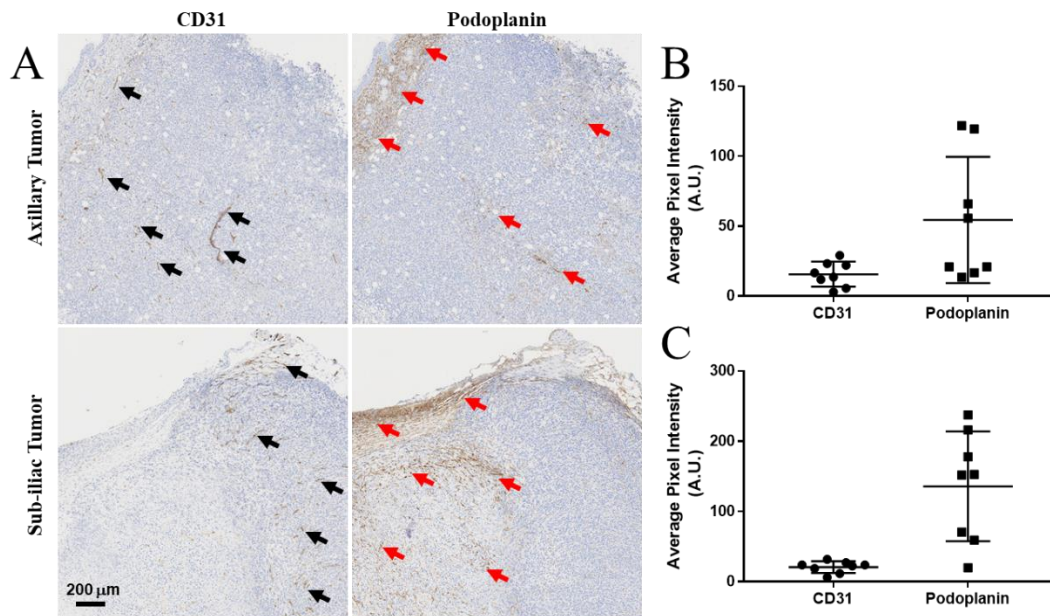 CD31 Podoplanin
A
Axillary Tumor
Sub-iliac Tumor
200 μm
B
Average Pixel Intensity
(A.U.)
150
100
50
0
CD31 Podoplanin
C
Average Pixel Intensity
(A.U.)
300
200
100
0
CD31 Podoplanin